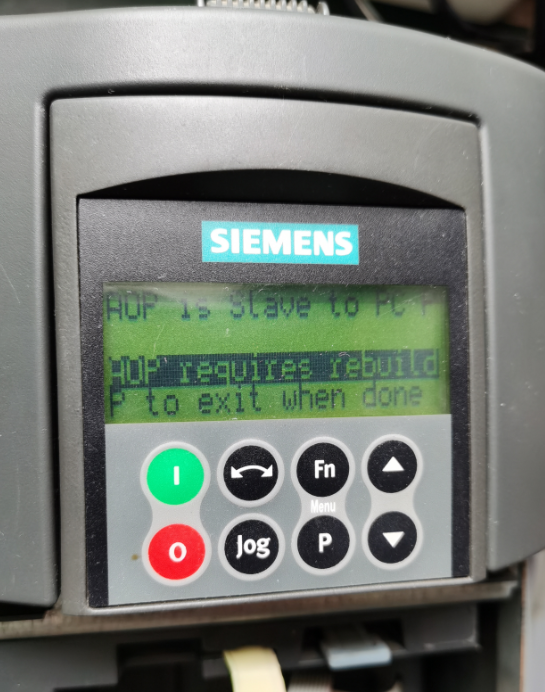 SIEMENS
AOP is Slave to PC P
AOP requires rebuild
P to exit when done
I
Fn
Menu
O
jog
P